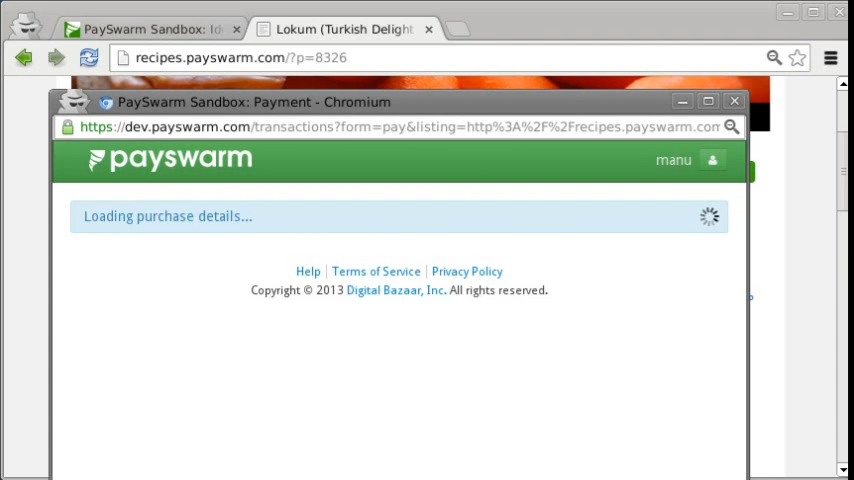 PaySwarm Sandbox: Id
Lokum (Turkish Delight
recipes.payswarm.com/?p=8326
PaySwarm Sandbox: Payment - Chromium
https://dev.payswarm.com/transactions?form=pay&listing=http%3A%2F%2Frecipes.payswarm.com
payswarm
manu
Loading purchase details...
Help Terms of Service Privacy Policy
Copyright © 2013 Digital Bazaar, Inc. All rights reserved.